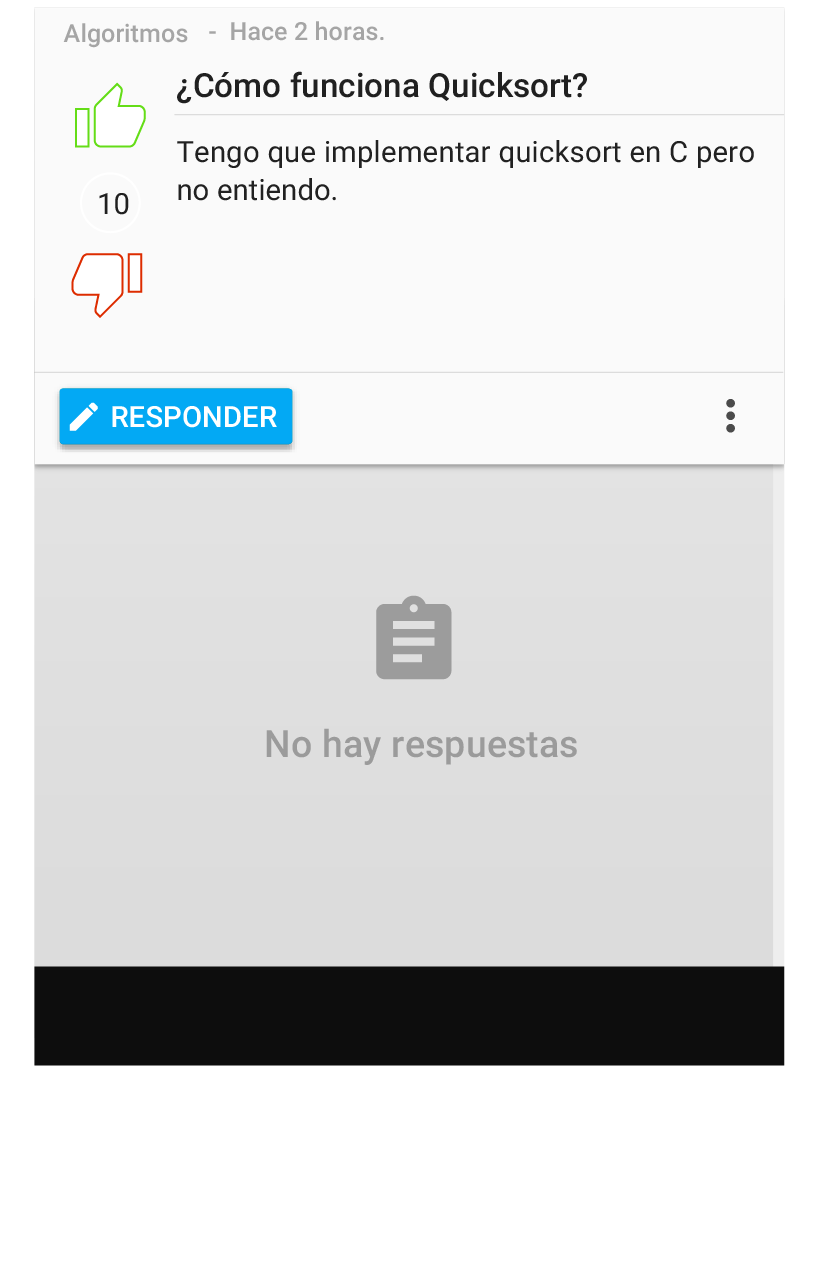 Algoritmos - Hace 2 horas.
¿Cómo funciona Quicksort?
Tengo que implementar quicksort en C pero
no entiendo.
10
RESPONDER
No hay respuestas